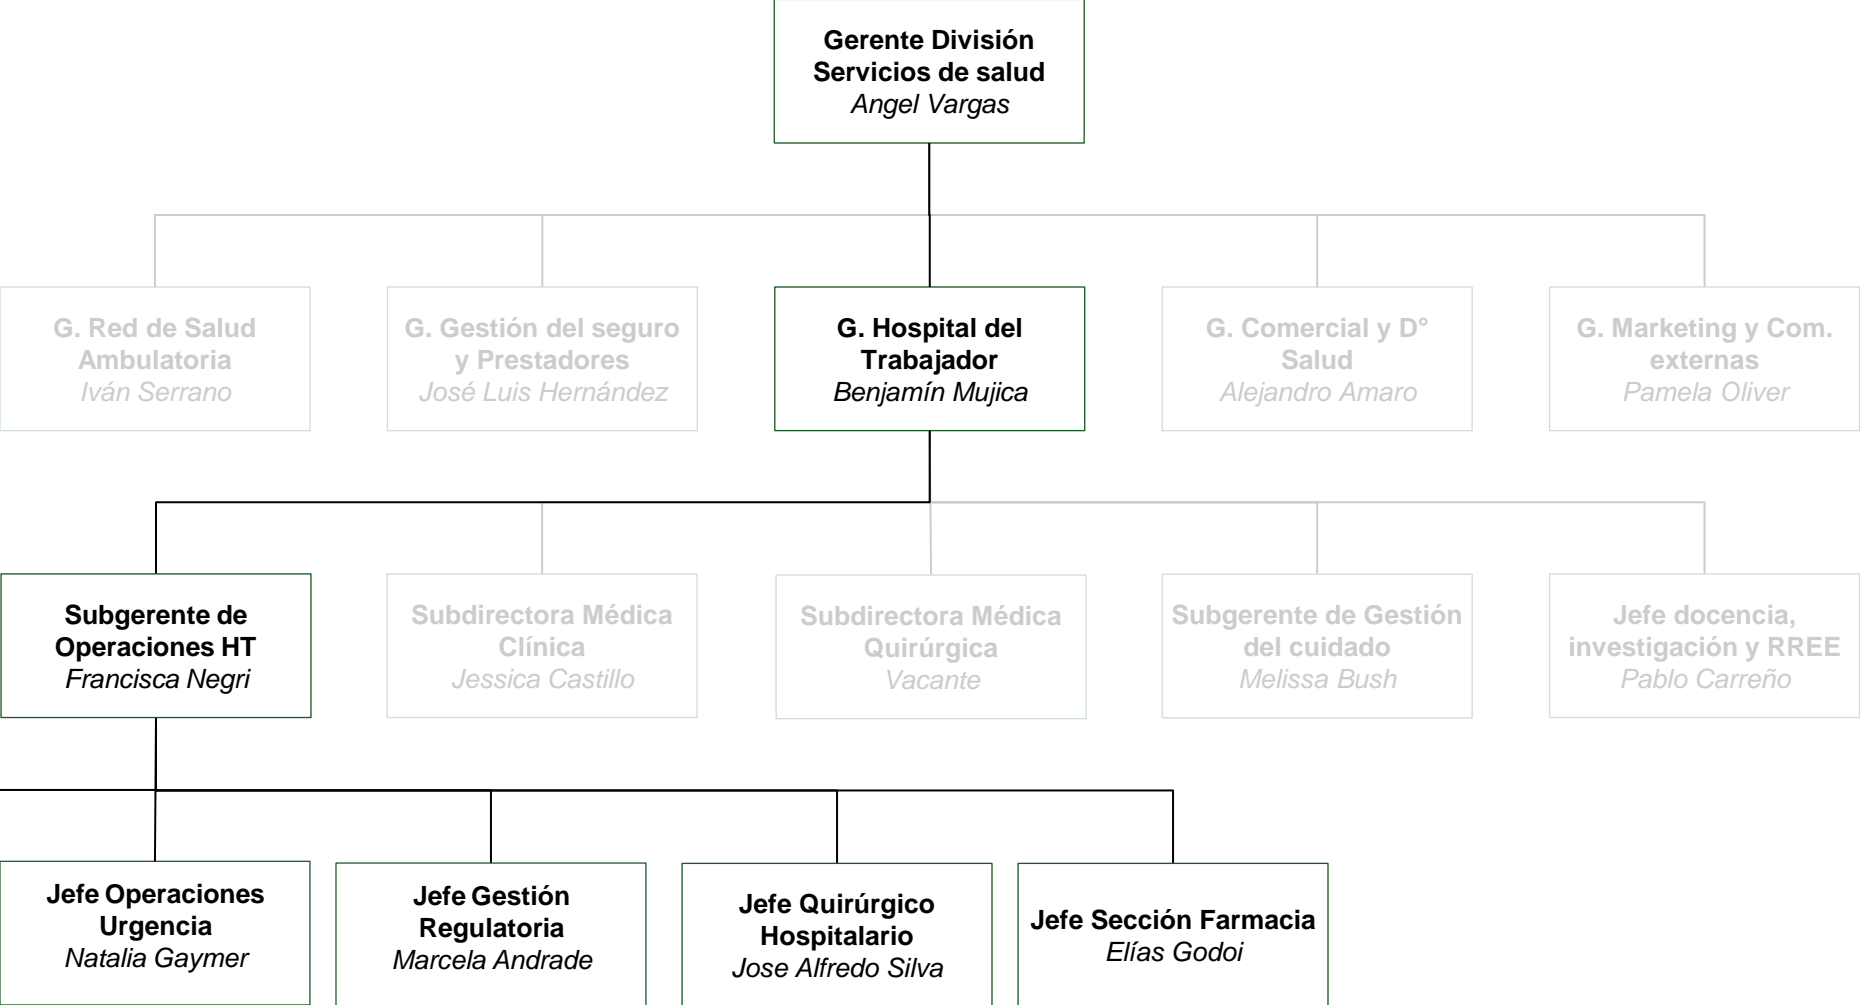 Gerente División
Servicios de salud
Angel Vargas
G. Red de Salud
Ambulatoria
Iván Serrano
G. Gestión del seguro
y Prestadores
José Luis Hernández
G. Hospital del
Trabajador
Benjamín Mujica
G. Comercial y D°
Salud
Alejandro Amaro
G. Marketing y Com.
externas
Pamela Oliver
Subgerente de
Operaciones HT
Francisca Negri
Subdirectora Médica
Clínica
Jessica Castillo
Subdirectora Médica
Quirúrgica
Vacante
Subgerente de Gestión
del cuidado
Melissa Bush
Jefe docencia,
investigación y RREE
Pablo Carreño
Jefe Operaciones
Urgencia
Natalia Gaymer
Jefe Gestión
Regulatoria
Marcela Andrade
Jefe Quirúrgico
Hospitalario
Jose Alfredo Silva
Jefe Sección Farmacia
Elías Godoi